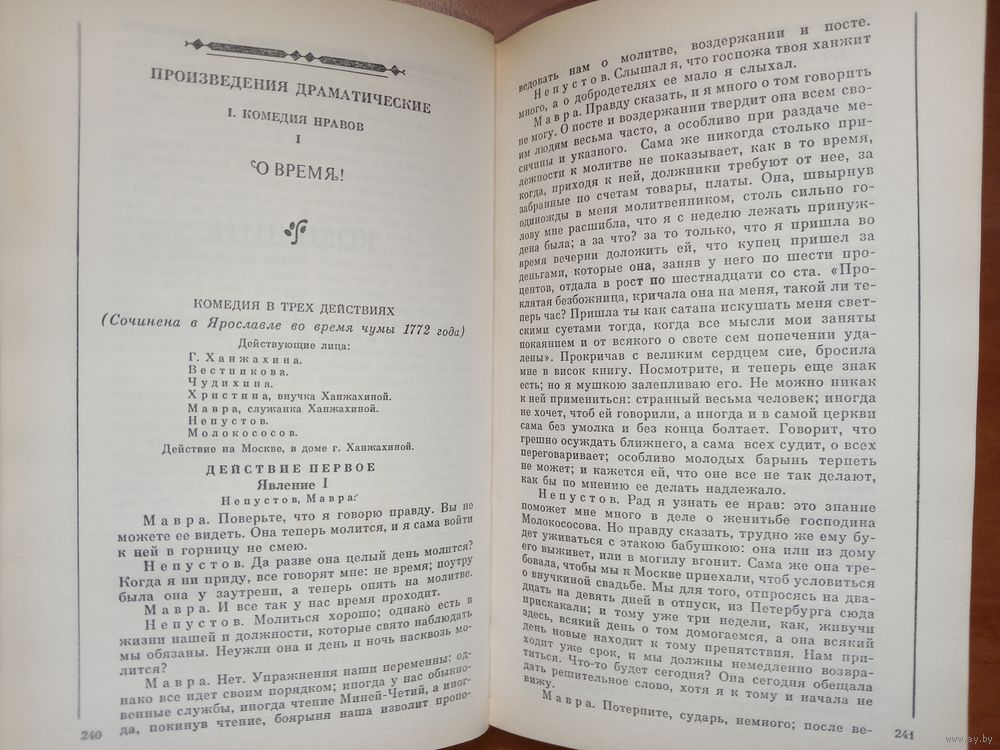 ПРОИЗВЕДЕНИЯ ДРАМАТИЧЕСКИЕ
I. КОМЕДИЯ НРАВОВ
I
О ВРЕМЯ!
КОМЕДИЯ В ТРЕХ ДЕЙСТВИЯХ
(Сочинена в Ярославле во время чумы 1772 года)
Действующие лица:
Г. Ханжахина.
Вестникова.
Чудихина.
Христина, внучка Ханжахиной.
Мавра, служанка Ханжахиной.
Непустов.
Молокососов.
Действие на Москве, в доме г. Ханжахиной.
ДЕЙСТВИЕ ПЕРВОЕ
Явление I
Непустов, Мавра.
Мавра. Поверьте, что я говорю правду. Вы не
можете ее видеть. Она теперь молится, и я сама войти
к ней в горницу не смею.
Непустов. Да разве она целый день молится?
Когда я ни приду, все говорят мне: не время; поутру
была она у заутрени, а теперь опять на молитве.
Мавра. И все так у нас время проходит.
Непустов. Молиться хорошо; однако есть в
жизни нашей и должности, которые свято наблюдать
мы обязаны. Неужли она и день и ночь насквозь мо-
лится?
Мавра. Нет. Упражнения наши переменны: од-
нако все идет своим порядком; иногда у нас обыкно-
венные службы, иногда чтение Миней-Четий, а иног-
да, покинув чтение, боярыня наша изволит пропо-
240
ведовать нам о молитве, воздержании и посте.
Непустов. Слышал я, что госпожа твоя ханжит
много, а о добродетелях ее мало я слыхал.
Мавра. Правду сказать, и я много о том говорить
не могу. О посте и воздержании твердит она всем сво-
им людям весьма часто, а особливо при раздаче ме-
сячины и указного. Сама же никогда столько при-
лежности к молитве не показывает, как в то время,
когда, приходя к ней, должники требуют от нее, за
забранные по счетам товары, платы. Она, швырнув
одиножды в меня молитвенником, столь сильно го-
лову мне расшибла, что я с неделю лежать принуж-
дена была; а за что? за то только, что я пришла во
время вечерни доложить ей, что купец пришел за
деньгами, которые она, заняв у него по шести про-
центов, отдала в рост по шестнадцати со ста. «Про-
клятая безбожница, кричала она на меня, такой ли те-
перь час? Пришла ты как сатана искушать меня свет-
скими суетами тогда, когда все мысли мои заняты
покаянием и от всякого о свете сем попечении уда-
лены». Прокричав с великим сердцем сие, бросила
мне в висок книгу. Посмотрите, и теперь еще знак
есть; но я мушкою залепливаю его. Не можно никак
к ней примениться: странный весьма человек; иногда
не хочет, чтоб ей говорили, а иногда и в самой церкви
сама без умолка и без конца болтает. Говорит, что
грешно осуждать ближнего, а сама всех судит, о всех
переговаривает; особливо молодых барынь терпеть
не может; и кажется ей, что оне все не так делают,
как бы по мнению ее делать надлежало.
Непустов. Рад я узнать ее нрав: это знание
поможет мне много в деле о женитьбе господина
Молокососова. Но правду сказать, трудно же ему бу-
дет уживаться с этакою бабушкою: она или из дому
его выживет, или в могилу вгонит. Сама же она тре-
бовала, чтобы мы к Москве приехали, чтоб условиться
о внучкиной свадьбе. Мы для того, отпросясь на два-
дцать на девять дней в отпуск, из Петербурга сюда
прискакали; и тому уже три недели, как, живучи
здесь, всякий день о том домогаемся, а она всякий
день новые находит к тому препятства. Нам при-
ходит уже срок, и мы должны немедленно возвра-
титься. Что-то будет сегодня? Она сегодня обещала
дать решительное слово, хотя я к тому и начала не
вижу.
Мавра. Потерпите, сударь, немного; после ве-
241
www.ay.by